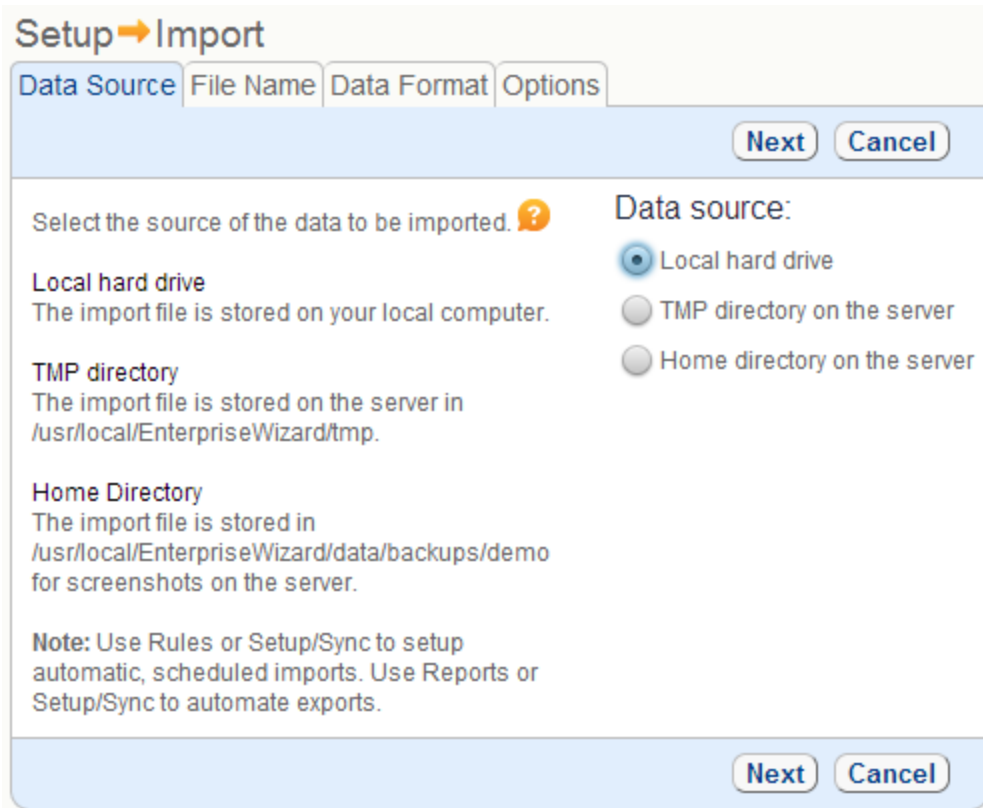 Setup Import
Data Source File Name Data Format Options
Next Cancel
Select the source of the data to be imported. ?
Local hard drive
The import file is stored on your local computer.
TMP directory
The import file is stored on the server in
/usr/local/EnterpriseWizard/tmp.
Home Directory
The import file is stored in
/usr/local/EnterpriseWizard/data/backups/demo
for screenshots on the server.
Note: Use Rules or Setup/Sync to setup
automatic, scheduled imports. Use Reports or
Setup/Sync to automate exports.
Data source:
Local hard drive
TMP directory on the server
Home directory on the server
Next Cancel